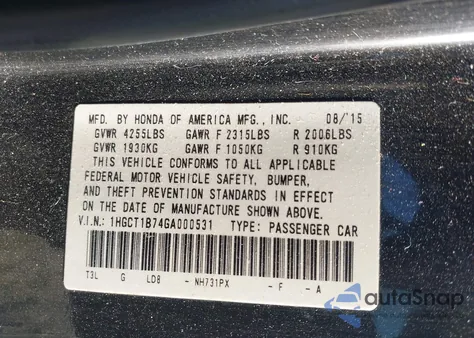 MFD. BY HONDA OF AMERICA MFG., INC. 08/'15
GVWR 4255LBS GAWR F 2315LBS R 2006LBS
GVWR 1930KG GAWR F 1050KG R 910KG
THIS VEHICLE CONFORMS TO ALL APPLICABLE
FEDERAL MOTOR VEHICLE SAFETY, BUMPER,
AND THEFT PREVENTION STANDARDS IN EFFECT
ON THE DATE OF MANUFACTURE SHOWN ABOVE.
V.I.N.: 1HGCT1B74GA000531 TYPE: PASSENGER CAR
T3L G LD8 - NH731PX - F - A
autoSnap